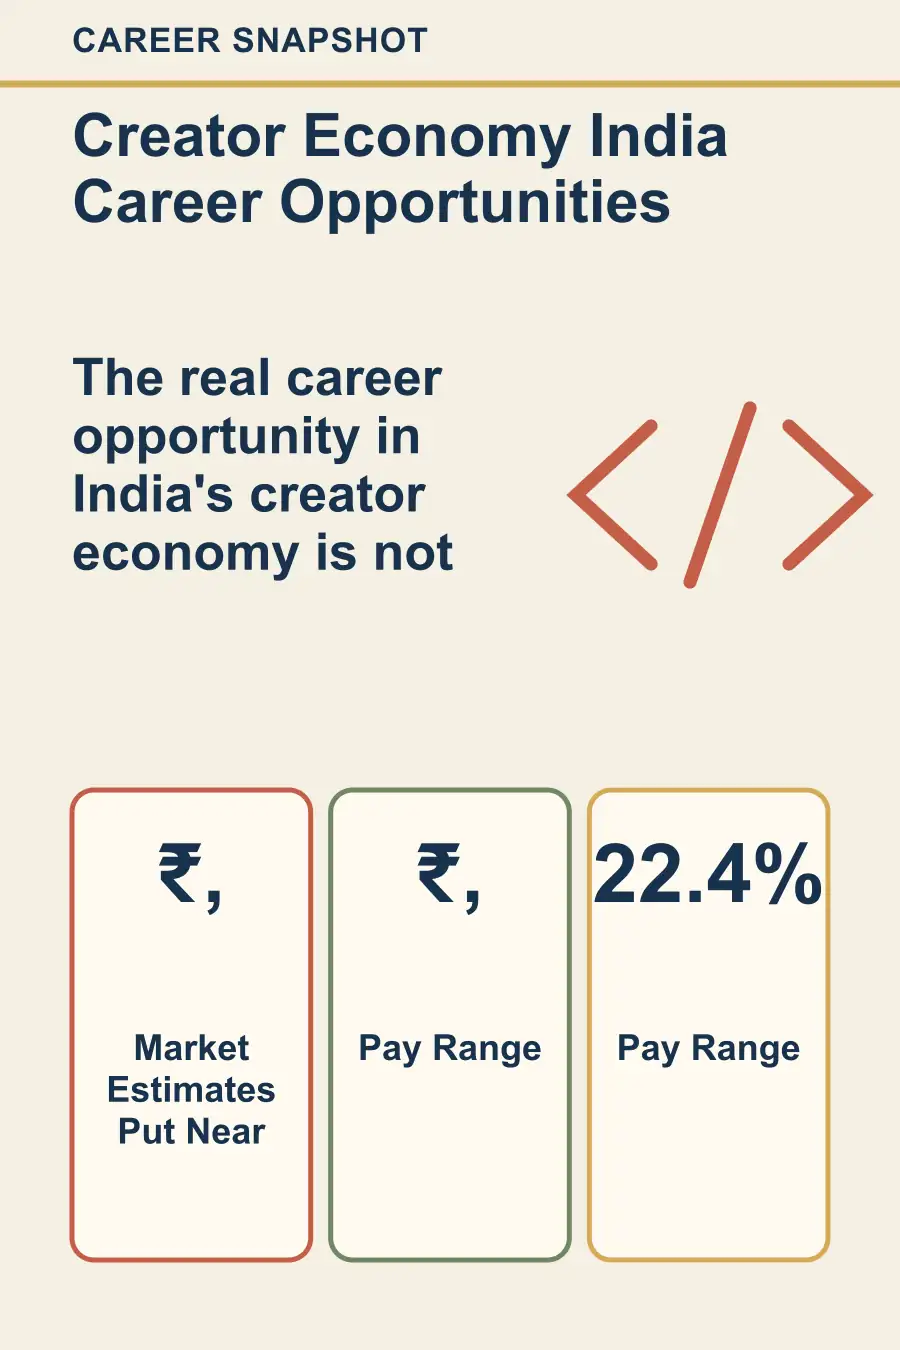 CAREER SNAPSHOT
Creator Economy India
Career Opportunities
The real career
opportunity in
India's creator
economy is not
₹,
Market
Estimates
Put Near
₹,
Pay Range
22.4%
Pay Range